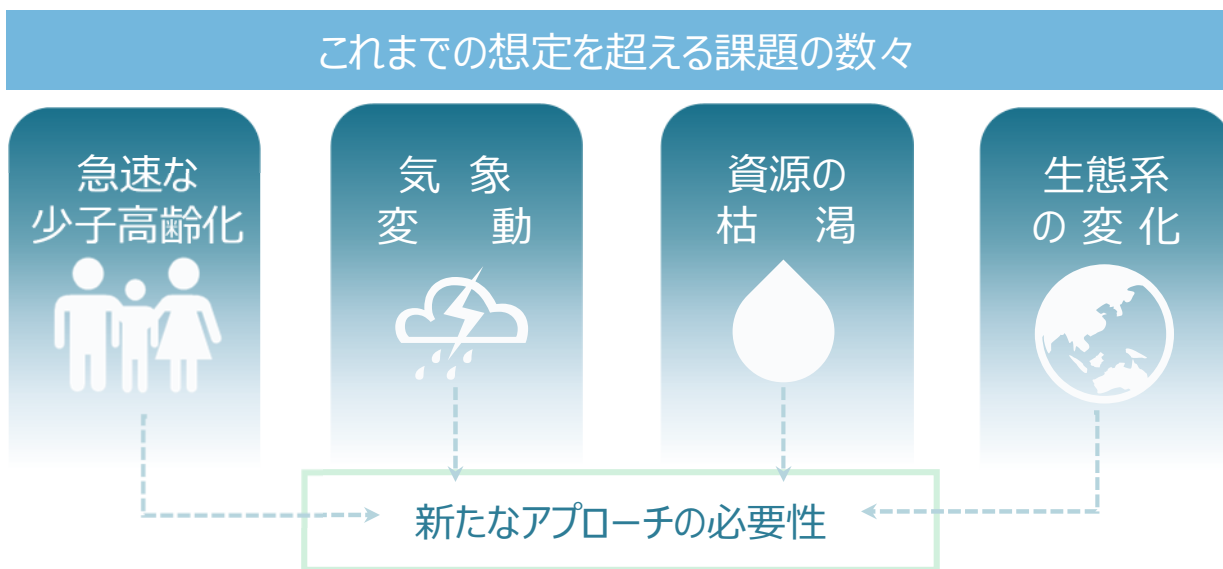 これまでの想定を超える課題の数々
急速な
少子高齢化
気 象
変 動
資源の
枯 渇
生態系
の 変 化
新たなアプローチの必要性